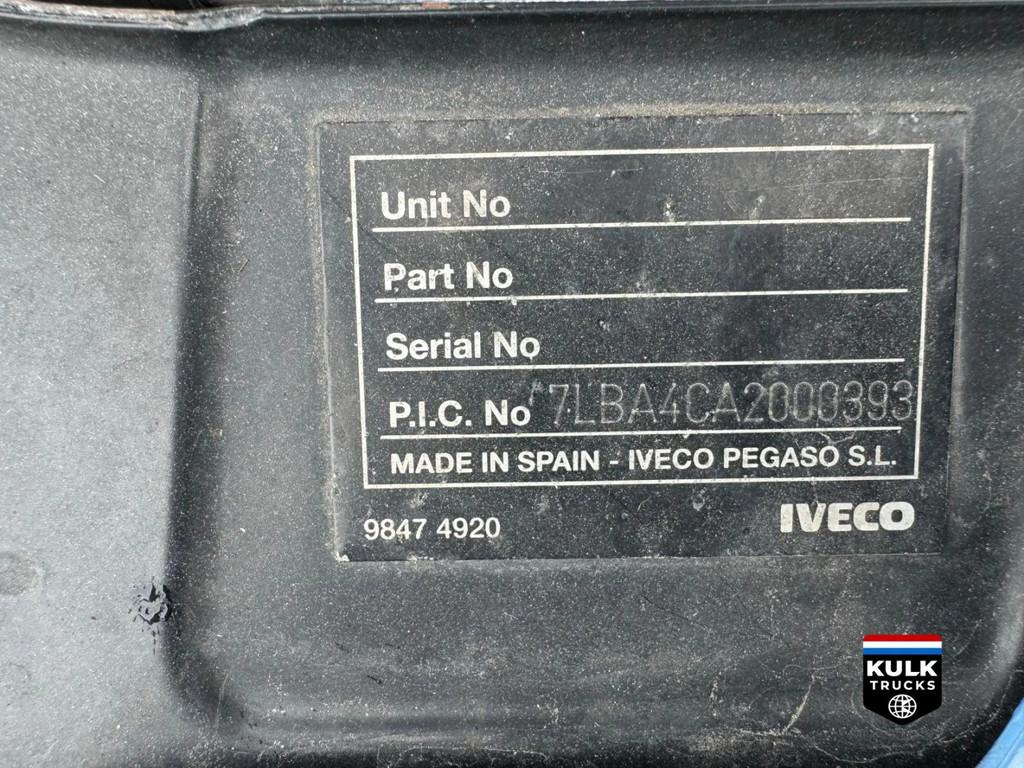 Unit No
Part No
Serial No
P.I.C. No *7LBA4CA2000393
MADE IN SPAIN - IVECO PEGASO S.L.
9847 4920
IVECO
KULK
TRUCKS